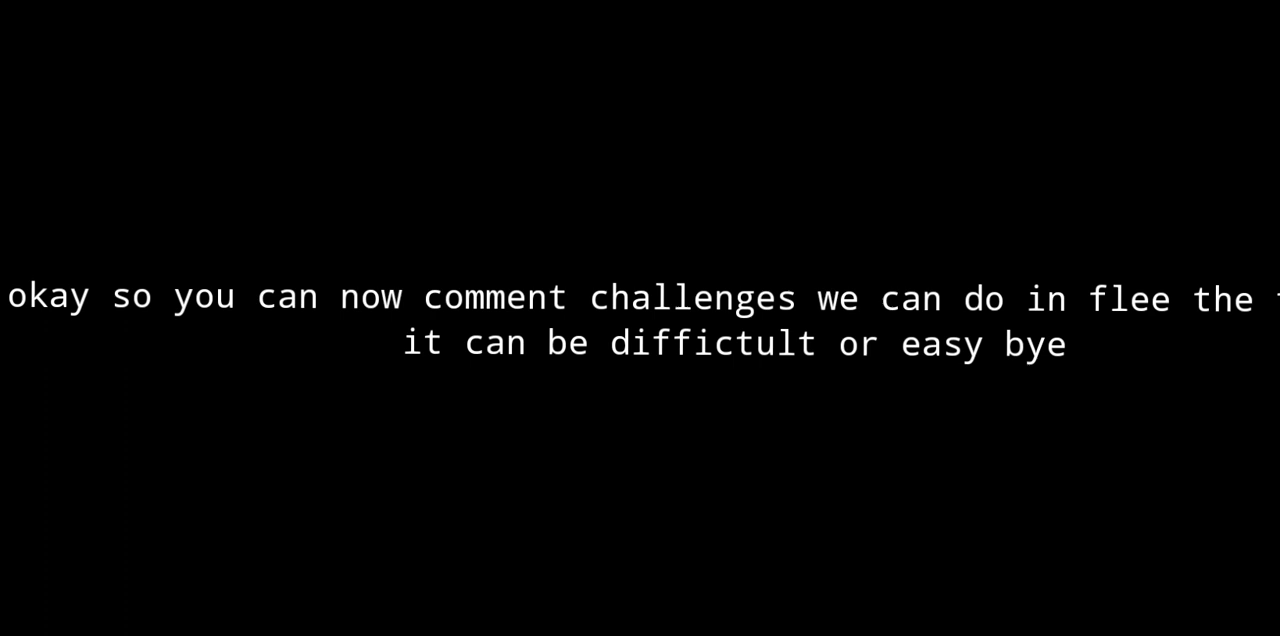 okay so you can now comment challenges we can do in flee the
it can be diffictult or easy bye